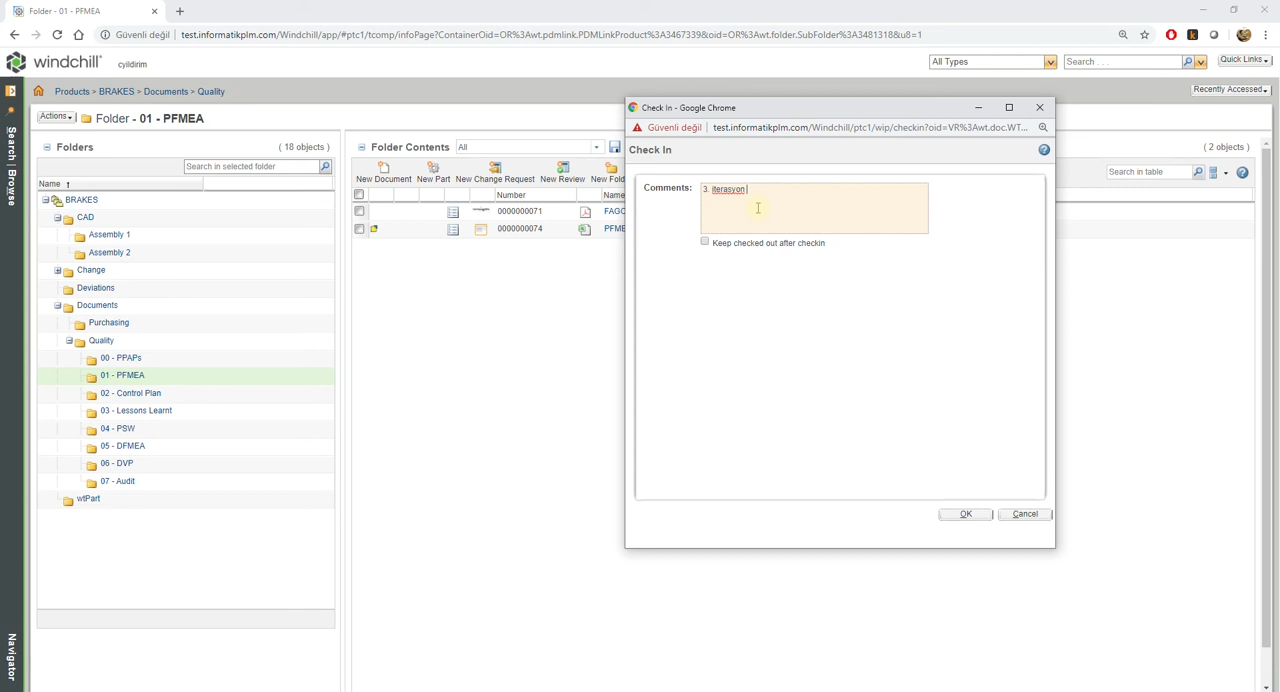 Folder - 01 - PFMEA
Güvenli değil test.informatikplm.com/Windchill/app/#ptc1/tcomp/infoPage?ContainerOid=OR%3Awt.pdmlink.PDMLinkProduct%3A3467339&oid=OR%3Awt.folder.SubFolder%3A3481318&u8=1
windchill
cyildirim
All Types
Search . . .
Quick Links
Products > BRAKES > Documents > Quality
Recently Accessed
Actions
Folder - 01 - PFMEA
Search | Browse
Navigator
Folders
( 18 objects )
Search in selected folder
Name
BRAKES
CAD
Assembly 1
Assembly 2
Change
Deviations
Documents
Purchasing
Quality
00 - PPAPs
01 - PFMEA
02 - Control Plan
03 - Lessons Learnt
04 - PSW
05 - DFMEA
06 - DVP
07 - Audit
wtPart
Folder Contents
All
( 2 objects )
New Document
New Part
New Change Request
New Review
New Fold
Search in table
Number
Name
0000000071
FAGO
0000000074
PFME
Check In - Google Chrome
Güvenli değil test.informatikplm.com/Windchill/ptc1/wip/checkin?oid=VR%3Awt.doc.WT...
Check In
Comments:
3. iterasyon
Keep checked out after checkin
OK
Cancel